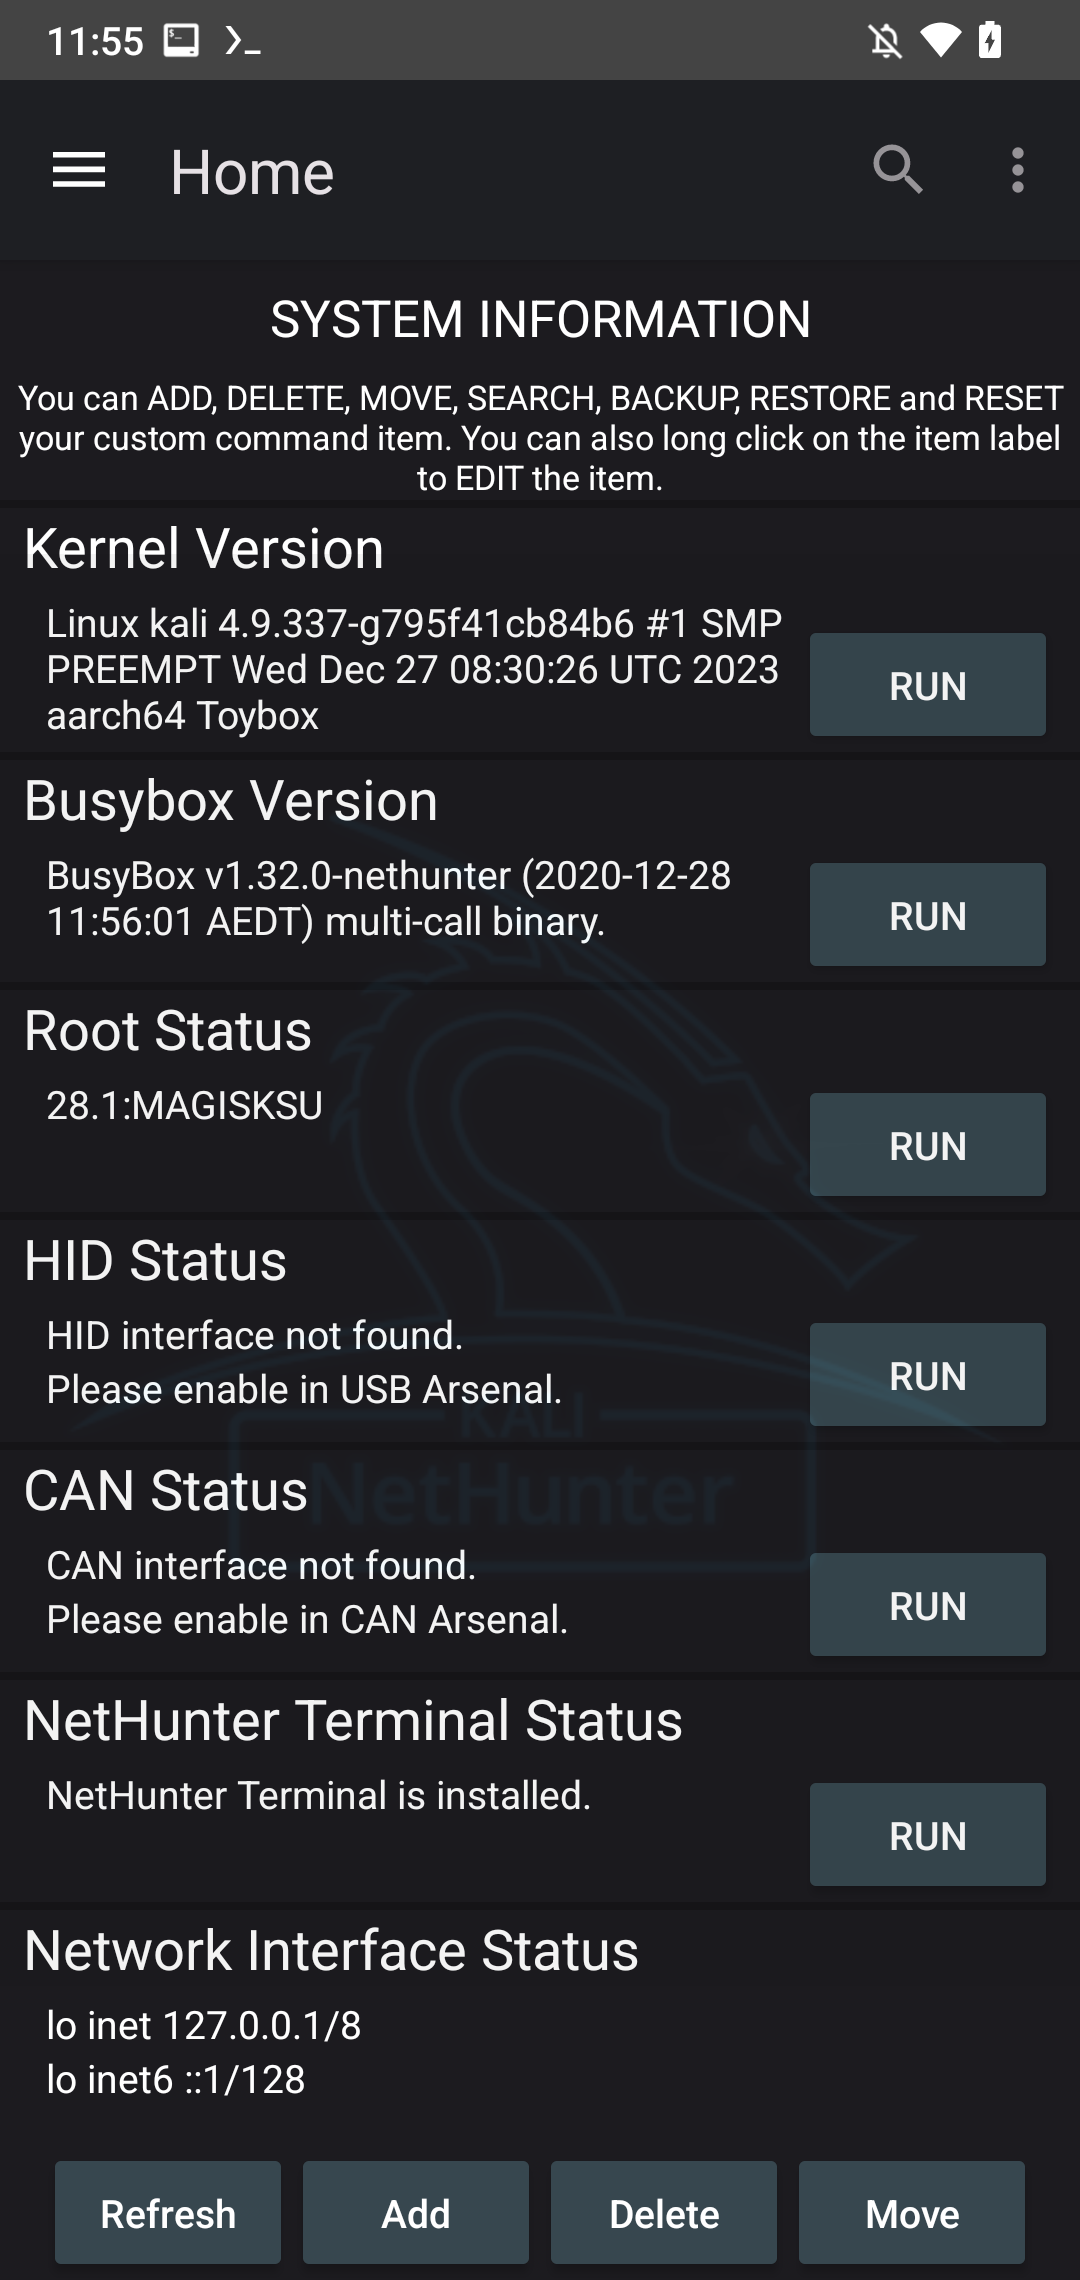 11:55
Home
SYSTEM INFORMATION
You can ADD, DELETE, MOVE, SEARCH, BACKUP, RESTORE and RESET
your custom command item. You can also long click on the item label
to EDIT the item.
Kernel Version
Linux kali 4.9.337-g795f41cb84b6 #1 SMP
PREEMPT Wed Dec 27 08:30:26 UTC 2023
aarch64 Toybox
RUN
Busybox Version
BusyBox v1.32.0-nethunter (2020-12-28
11:56:01 AEDT) multi-call binary.
RUN
Root Status
28.1:MAGISKSU
RUN
HID Status
HID interface not found.
Please enable in USB Arsenal.
RUN
KALI
NetHunter
CAN Status
CAN interface not found.
Please enable in CAN Arsenal.
RUN
NetHunter Terminal Status
NetHunter Terminal is installed.
RUN
Network Interface Status
lo inet 127.0.0.1/8
lo inet6 ::1/128
Refresh
Add
Delete
Move